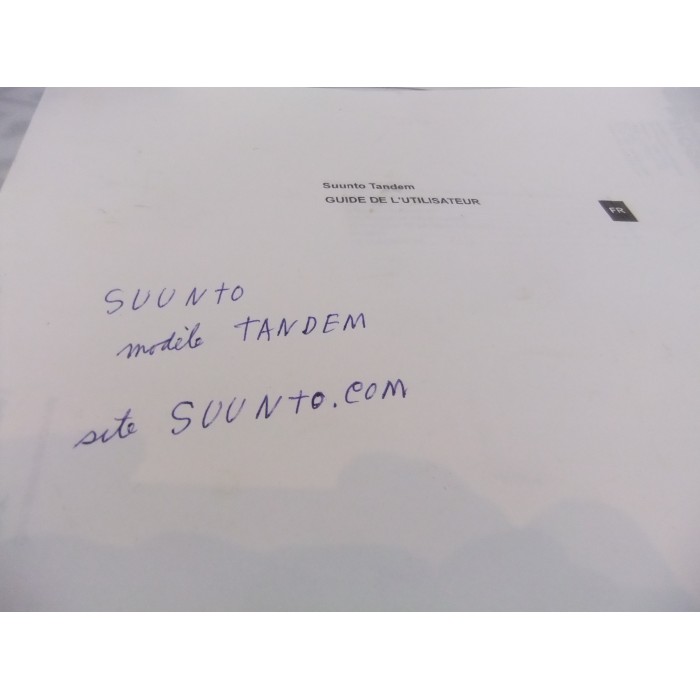 Suunto Tandem
GUIDE DE L'UTILISATEUR
FR
SUUNTO
modèle TANDEM
site SUUNTO.COM